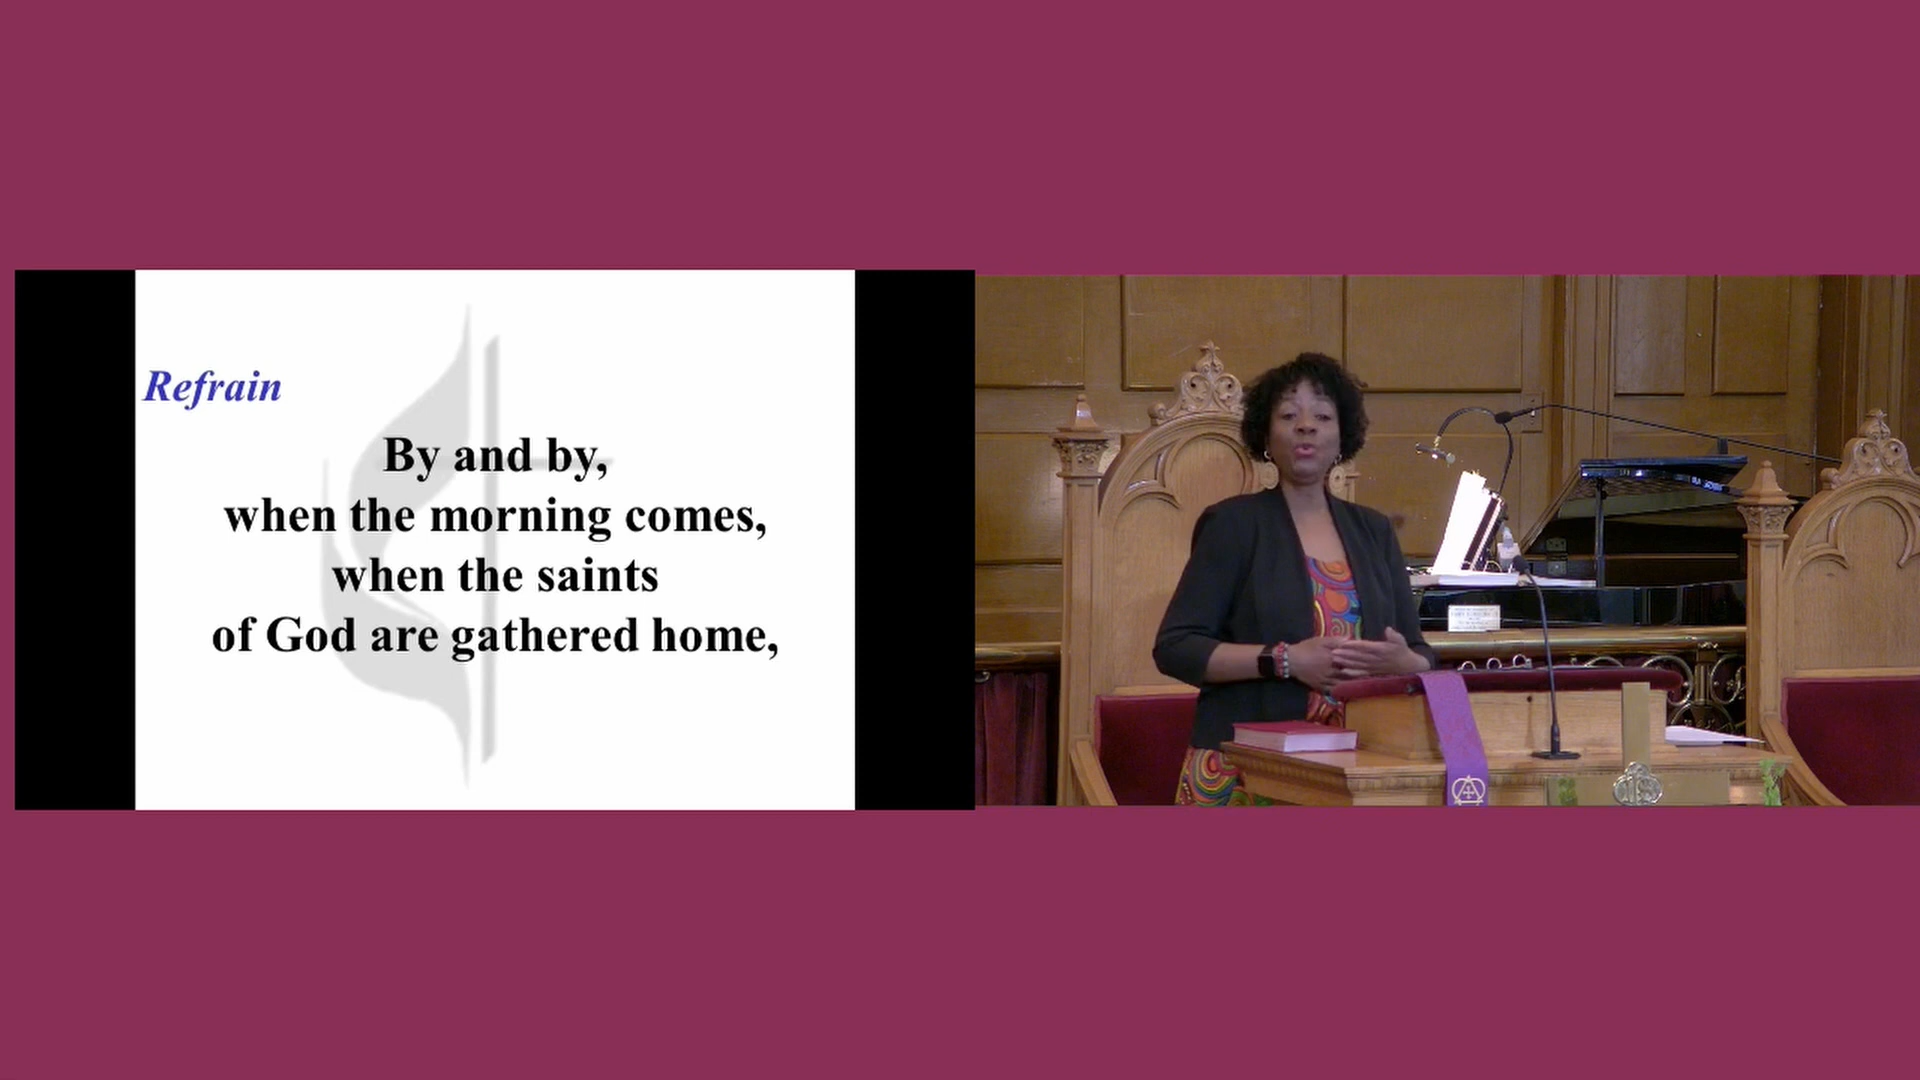 Refrain
By and by,
when the morning comes,
when the saints
of God are gathered home,